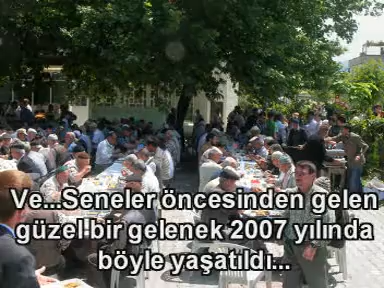 Ve...Seneler öncesinden gelen
güzel bir gelenek 2007 yılında
böyle yaşatıldı...